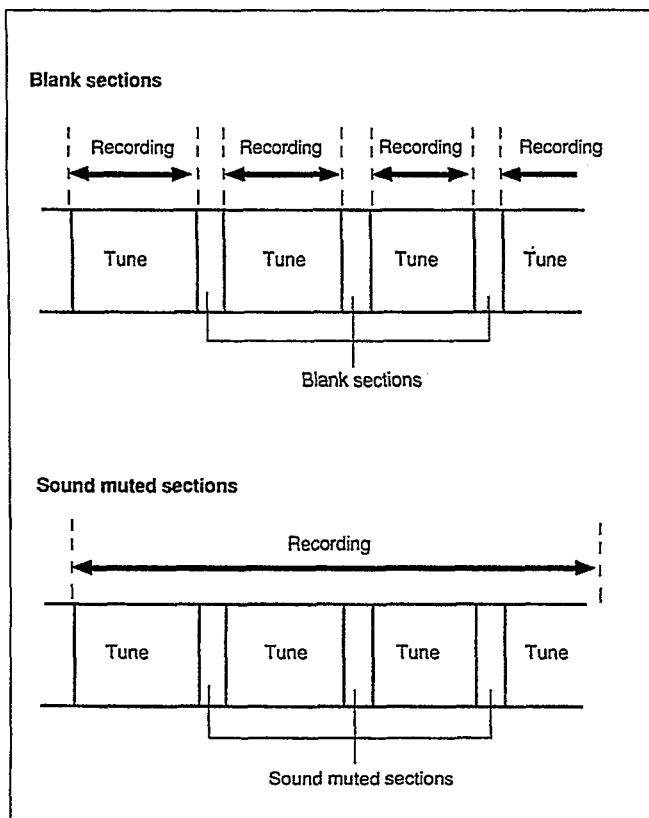 Blank sections
Recording Recording Recording Recording
Tune Tune Tune Tune
Blank sections
Sound muted sections
Recording
Tune Tune Tune Tune
Sound muted sections